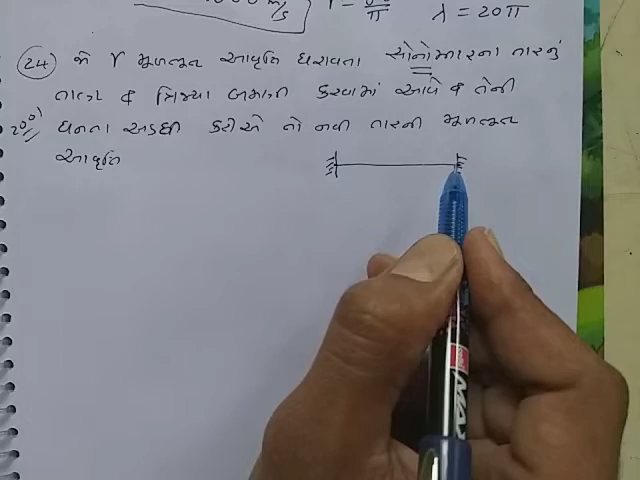 λ = 20π
(24) જો γ મૂળભૂત આવૃતિ ધરાવતા સોનોમીટરના તારનું
તણાવ & ત્રિજ્યા બમણી કરવામાં આવે & તેની
ઘનતા અડધી કરીએ તો નવી તારની મૂળભૂત
આવૃતિ